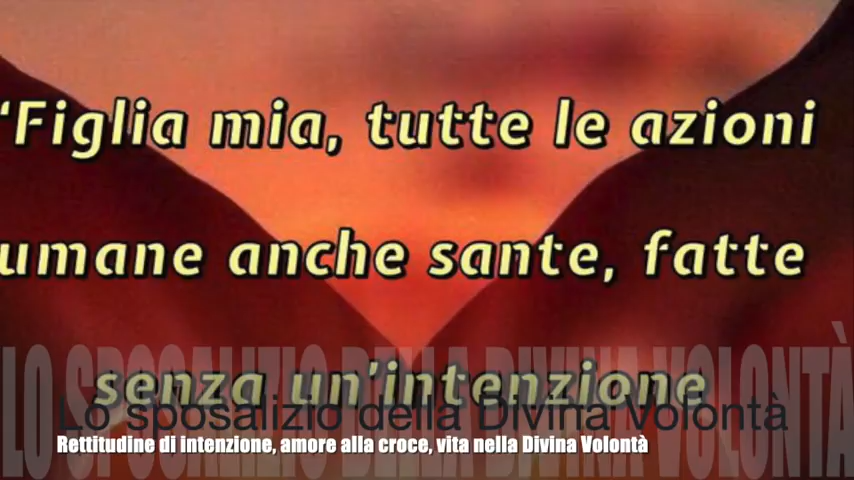 “Figlia mia, tutte le azioni
umane anche sante, fatte
senza un’intenzione
LO SPOSALIZIO DELLA DIVINA VOLONTÀ
Lo sposalizio della Divina Volontà
Rettitudine di intenzione, amore alla croce, vita nella Divina Volontà